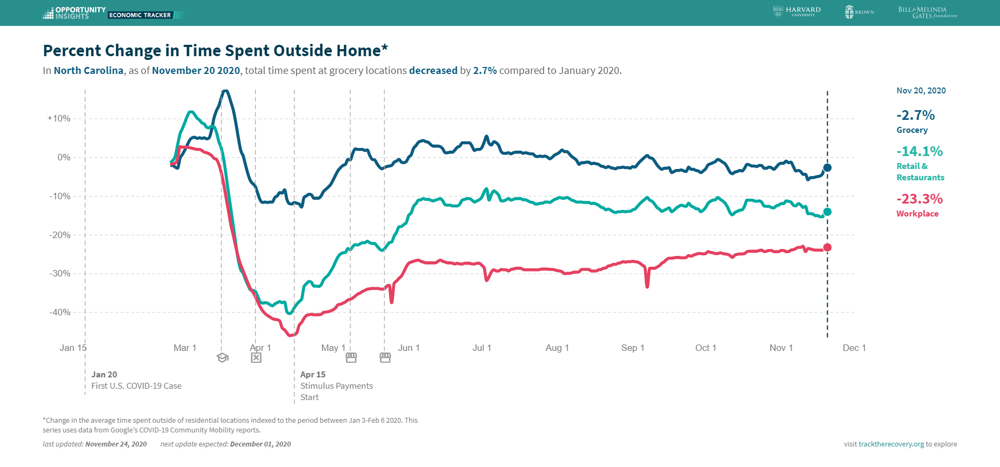 OPPORTUNITY
INSIGHTS
ECONOMIC TRACKER
HARVARD
UNIVERSITY
BROWN
BILL & MELINDA
GATES foundation
Percent Change in Time Spent Outside Home*
In North Carolina, as of November 20 2020, total time spent at grocery locations decreased by 2.7% compared to January 2020.
Nov 20, 2020
-2.7%
Grocery
-14.1%
Retail &
Restaurants
-23.3%
Workplace
+10%
0%
-10%
-20%
-30%
-40%
Jan 15 Mar 1 Apr 1 May 1 Jun 1 Jul 1 Aug 1 Sep 1 Oct 1 Nov 1 Dec 1
Jan 20
First U.S. COVID-19 Case
Apr 15
Stimulus Payments
Start
*Change in the average time spent outside of residential locations indexed to the period between Jan 3-Feb 6 2020. This
series uses data from Google's COVID-19 Community Mobility reports.
last updated: November 24, 2020 next update expected: December 01, 2020
visit tracktherecovery.org to explore